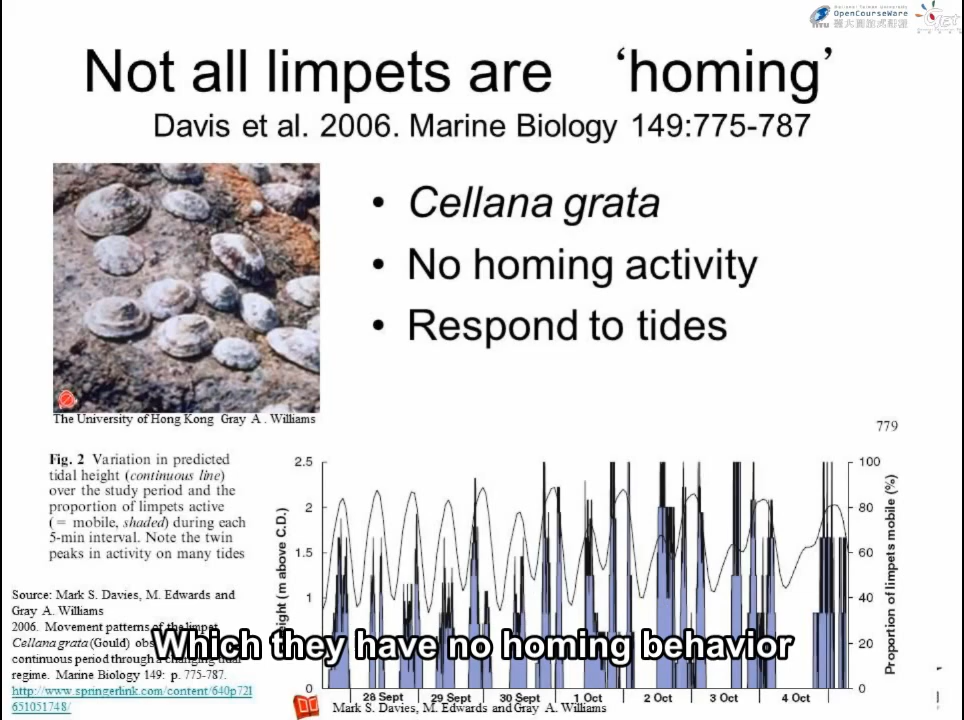 National Taiwan University
OpenCourseWare
Not all limpets are ‘homing’
Davis et al. 2006. Marine Biology 149:775-787
• Cellana grata
• No homing activity
• Respond to tides
The University of Hong Kong Gray A. Williams
779
Fig. 2 Variation in predicted
tidal height (continuous line)
over the study period and the
proportion of limpets active
(= mobile, shaded) during each
5-min interval. Note the twin
peaks in activity on many tides
Source: Mark S. Davies, M. Edwards and
Gray A. Williams
2006. Movement patterns of the limpet
Cellana grata (Gould)
continuous period through a changing tidal
regime. Marine Biology 149: p. 775-787.
http://www.springerlink.com/content/640p721
651051748/
2.5
2
1.5
1
0
(m above C.D.)
100
80
60
40
20
0
Proportion of limpets mobile (%)
28 Sept
29 Sept
30 Sept
1 Oct
2 Oct
3 Oct
4 Oct
Mark S. Davies, M. Edwards and Gray A. Williams
Which they have no homing behavior